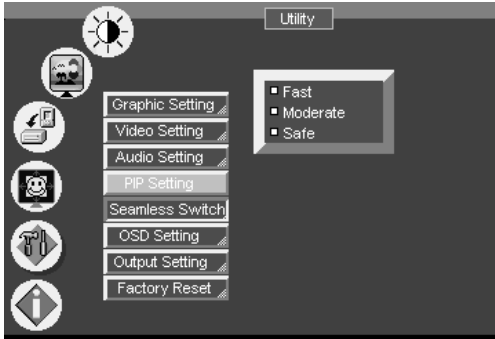 Utility
Graphic Setting
Video Setting
Audio Setting
PIP Setting
Seamless Switch
OSD Setting
Output Setting
Factory Reset
Fast
Moderate
Safe